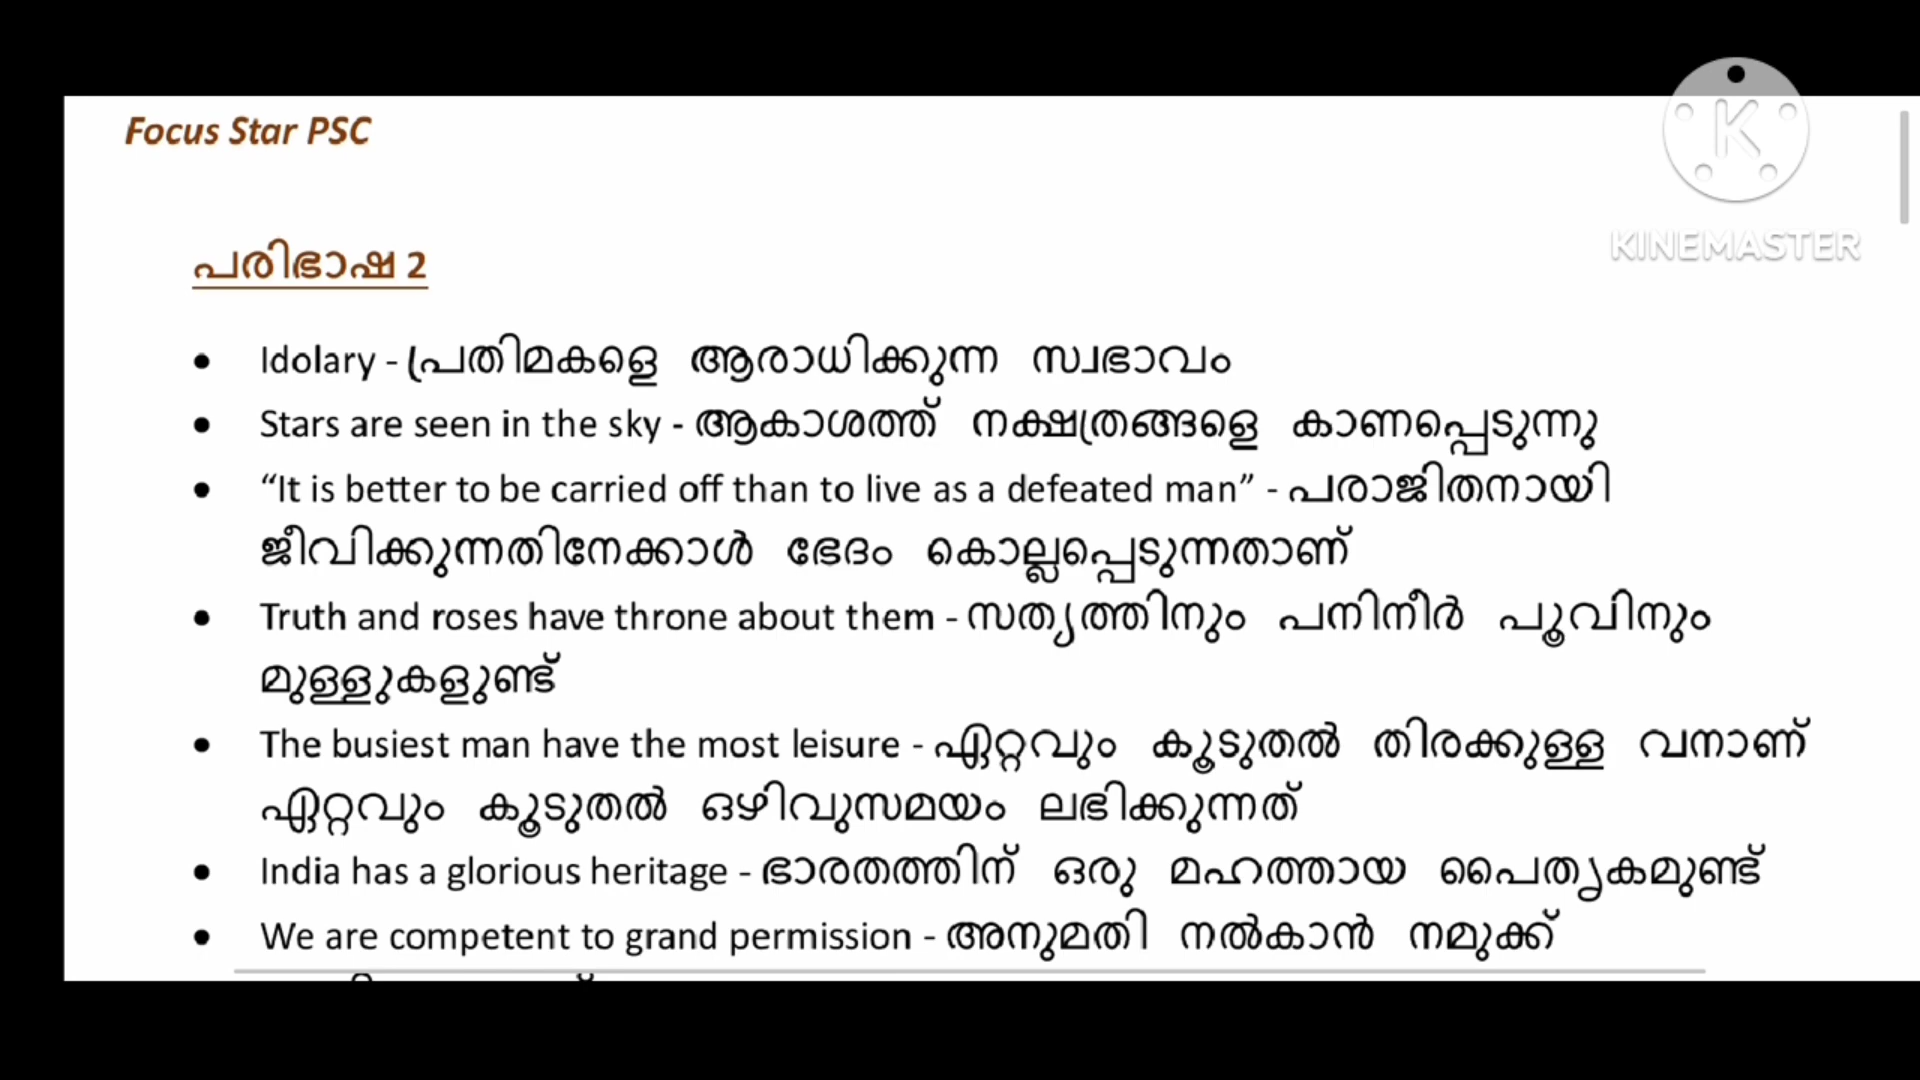 Focus Star PSC
KINEMASTER
പരിഭാഷ 2
Idolary - പ്രതിമകളെ ആരാധിക്കുന്ന സ്വഭാവം
Stars are seen in the sky - ആകാശത്ത് നക്ഷത്രങ്ങളെ കാണപ്പെടുന്നു
“It is better to be carried off than to live as a defeated man” - പരാജിതനായി
ജീവിക്കുന്നതിനേക്കാൾ ഭേദം കൊല്ലപ്പെടുന്നതാണ്
Truth and roses have throne about them - സത്യത്തിനും പനിനീർ പൂവിനും
മുള്ളുകളുണ്ട്
The busiest man have the most leisure - ഏറ്റവും കൂടുതൽ തിരക്കുള്ള വനാണ്
ഏറ്റവും കൂടുതൽ ഒഴിവുസമയം ലഭിക്കുന്നത്
India has a glorious heritage - ഭാരതത്തിന് ഒരു മഹത്തായ പൈതൃകമുണ്ട്
We are competent to grand permission - അനുമതി നൽകാൻ നമുക്ക്